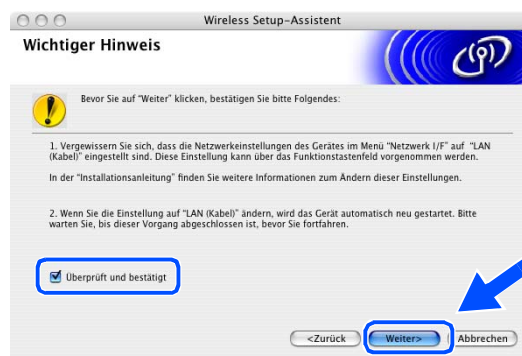 Wireless Setup-Assistent
Wichtiger Hinweis
Bevor Sie auf "Weiter" klicken, bestätigen Sie bitte Folgendes:
1. Vergewissern Sie sich, dass die Netzwerkeinstellungen des Gerätes im Menü "Netzwerk I/F" auf "LAN
(Kabel)" eingestellt sind. Diese Einstellung kann über das Funktionstastenfeld vorgenommen werden.
In der "Installationsanleitung" finden Sie weitere Informationen zum Ändern dieser Einstellungen.
2. Wenn Sie die Einstellung auf "LAN (Kabel)" ändern, wird das Gerät automatisch neu gestartet. Bitte
warten Sie, bis dieser Vorgang abgeschlossen ist, bevor Sie fortfahren.
Überprüft und bestätigt
<Zurück Weiter> Abbrechen